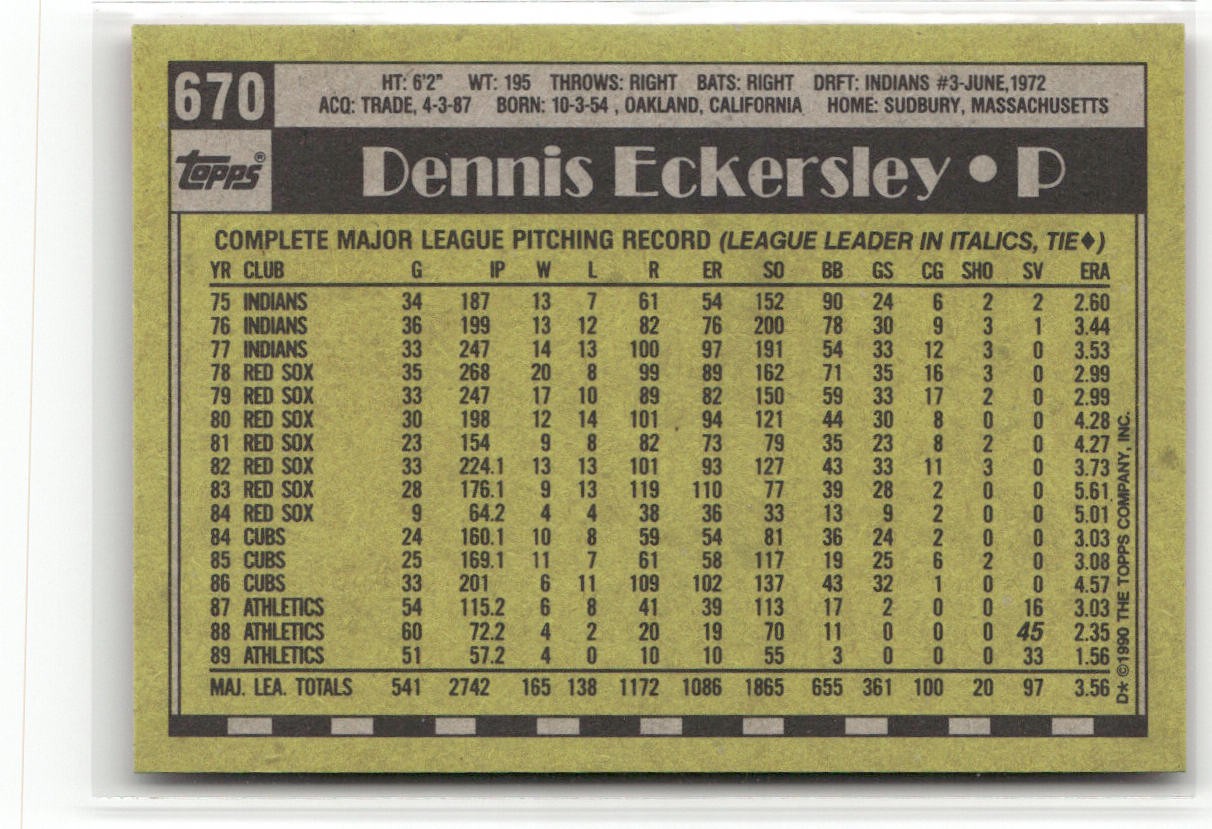 670
HT: 6'2" WT: 195 THROWS: RIGHT BATS: RIGHT DRFT: INDIANS #3-JUNE,1972
ACQ: TRADE, 4-3-87 BORN: 10-3-54 , OAKLAND, CALIFORNIA HOME: SUDBURY, MASSACHUSETTS
TOPPS®
Dennis Eckersley • P
COMPLETE MAJOR LEAGUE PITCHING RECORD (LEAGUE LEADER IN ITALICS, TIE♦)
YR CLUB G IP W L R ER SO BB GS CG SHO SV ERA
75 INDIANS 34 187 13 7 61 54 152 90 24 6 2 2 2.60
76 INDIANS 36 199 13 12 82 76 200 78 30 9 3 1 3.44
77 INDIANS 33 247 14 13 100 97 191 54 33 12 3 0 3.53
78 RED SOX 35 268 20 8 99 89 162 71 35 16 3 0 2.99
79 RED SOX 33 247 17 10 89 82 150 59 33 17 2 0 2.99
80 RED SOX 30 198 12 14 101 94 121 44 30 8 0 0 4.28
81 RED SOX 23 154 9 8 82 73 79 35 23 8 2 0 4.27
82 RED SOX 33 224.1 13 13 101 93 127 43 33 11 3 0 3.73
83 RED SOX 28 176.1 9 13 119 110 77 39 28 2 0 0 5.61
84 RED SOX 9 64.2 4 4 38 36 33 13 9 2 0 0 5.01
84 CUBS 24 160.1 10 8 59 54 81 36 24 2 0 0 3.03
85 CUBS 25 169.1 11 7 61 58 117 19 25 6 2 0 3.08
86 CUBS 33 201 6 11 109 102 137 43 32 1 0 0 4.57
87 ATHLETICS 54 115.2 6 8 41 39 113 17 2 0 0 16 3.03
88 ATHLETICS 60 72.2 4 2 20 19 70 11 0 0 0 45 2.35
89 ATHLETICS 51 57.2 4 0 10 10 55 3 0 0 0 33 1.56
MAJ. LEA. TOTALS 541 2742 165 138 1172 1086 1865 655 361 100 20 97 3.56
D* ©1990 THE TOPPS COMPANY, INC.